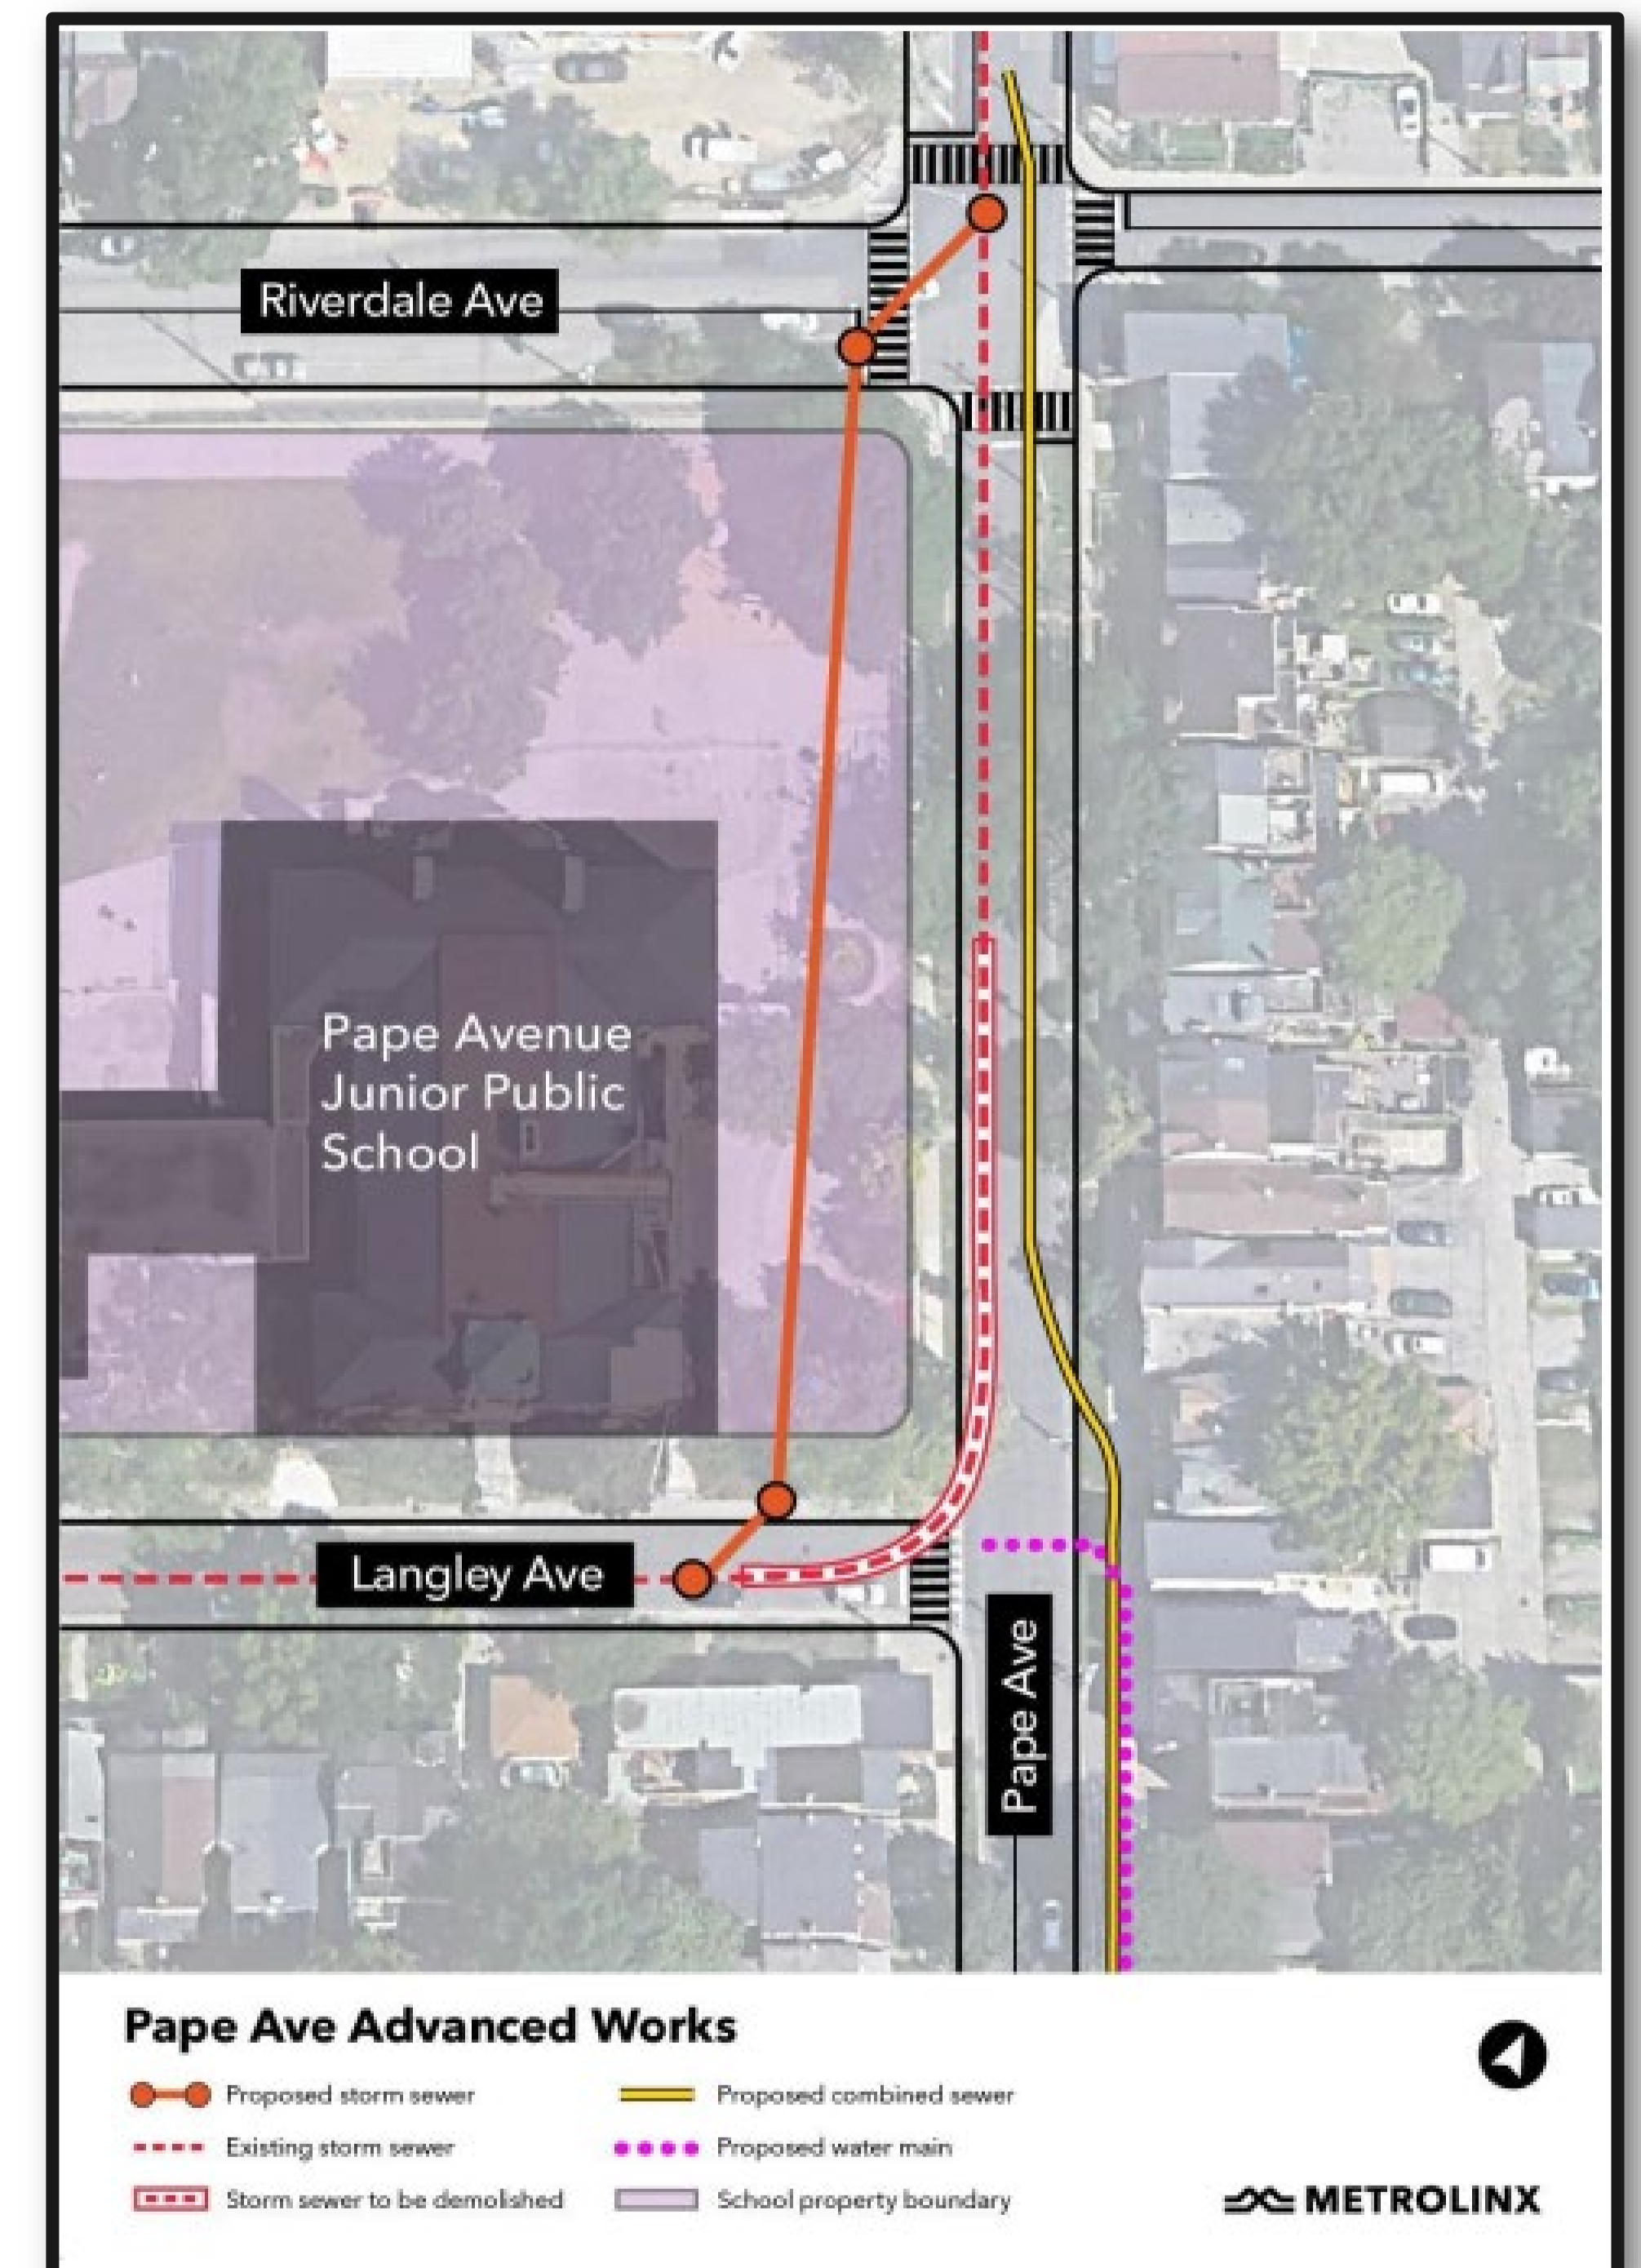 Riverdale Ave
Pape Avenue
Junior Public
School
Langley Ave
Pape Ave
Pape Ave Advanced Works
Proposed storm sewer
Existing storm sewer
Storm sewer to be demolished
Proposed combined sewer
Proposed water main
School property boundary
METROLINX